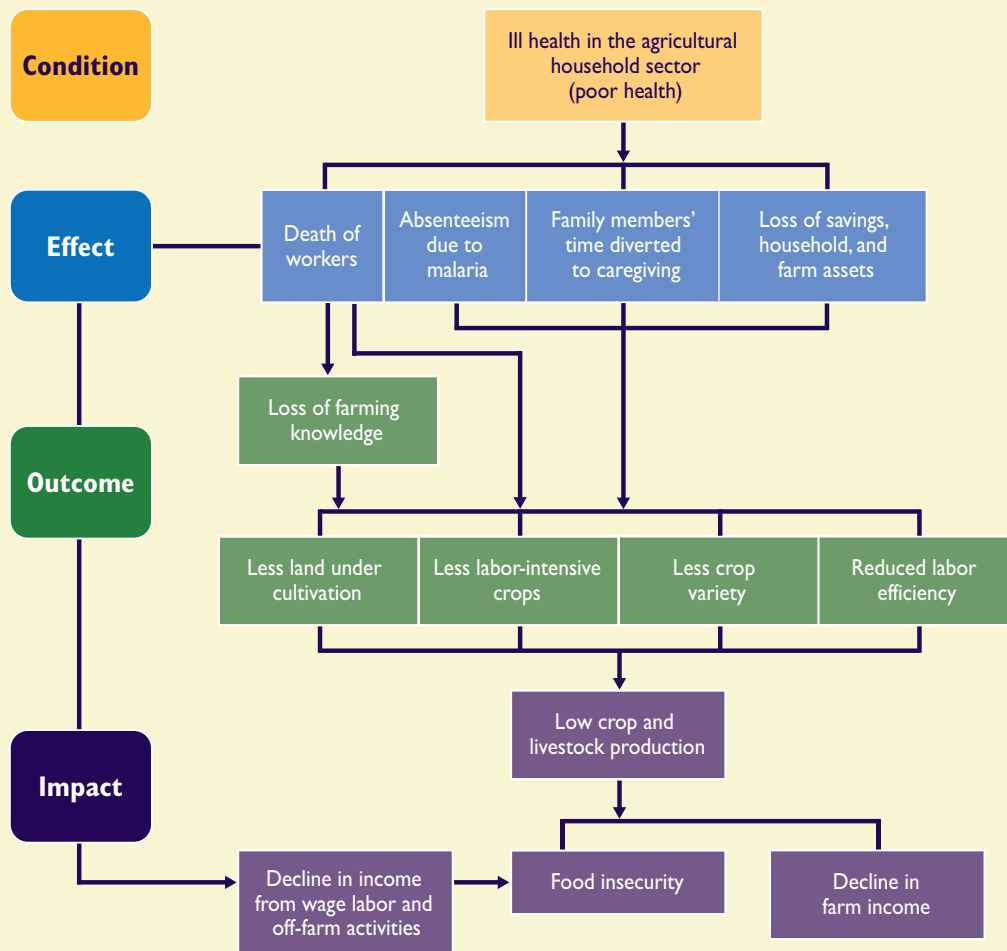 Condition
Ill health in the agricultural
household sector
(poor health)
Effect
Death of
workers
Absenteeism
due to
malaria
Family members’
time diverted
to caregiving
Loss of savings,
household, and
farm assets
Loss of farming
knowledge
Outcome
Less land under
cultivation
Less labor-intensive
crops
Less crop
variety
Reduced labor
efficiency
Low crop and
livestock production
Impact
Decline in income
from wage labor and
off-farm activities
Food insecurity
Decline in
farm income